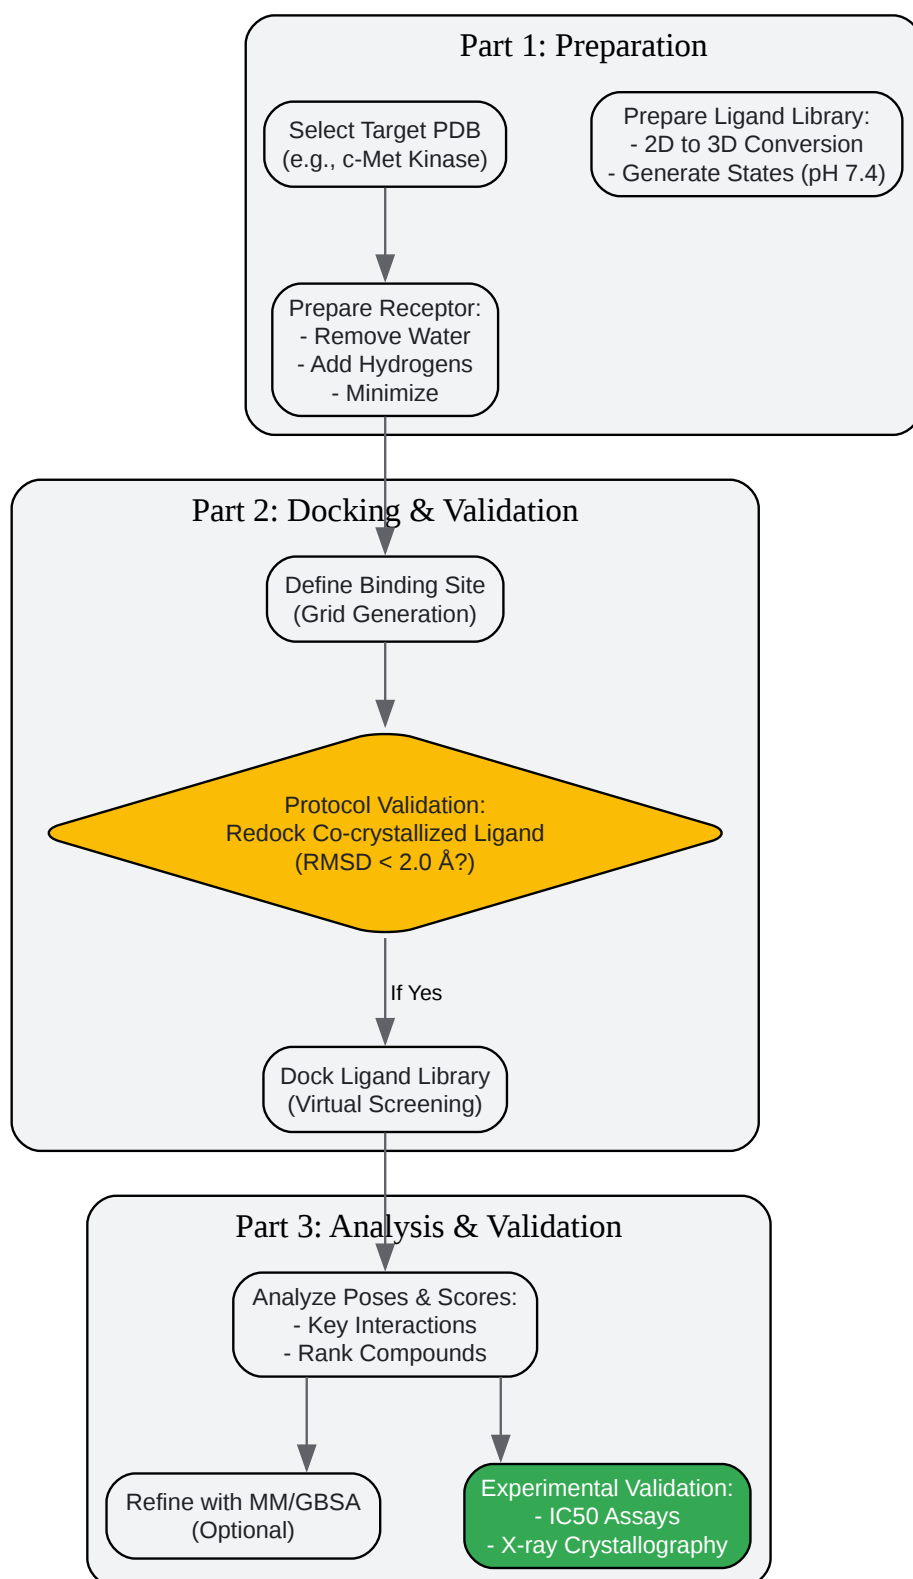 Part 1: Preparation
Select Target PDB
(e.g., c-Met Kinase)
Prepare Ligand Library:
- 2D to 3D Conversion
- Generate States (pH 7.4)
Prepare Receptor:
- Remove Water
- Add Hydrogens
- Minimize
Part 2: Docking & Validation
Define Binding Site
(Grid Generation)
Protocol Validation:
Redock Co-crystallized Ligand
(RMSD < 2.0 Å?)
If Yes
Dock Ligand Library
(Virtual Screening)
Part 3: Analysis & Validation
Analyze Poses & Scores:
- Key Interactions
- Rank Compounds
Refine with MM/GBSA
(Optional)
Experimental Validation:
- IC50 Assays
- X-ray Crystallography